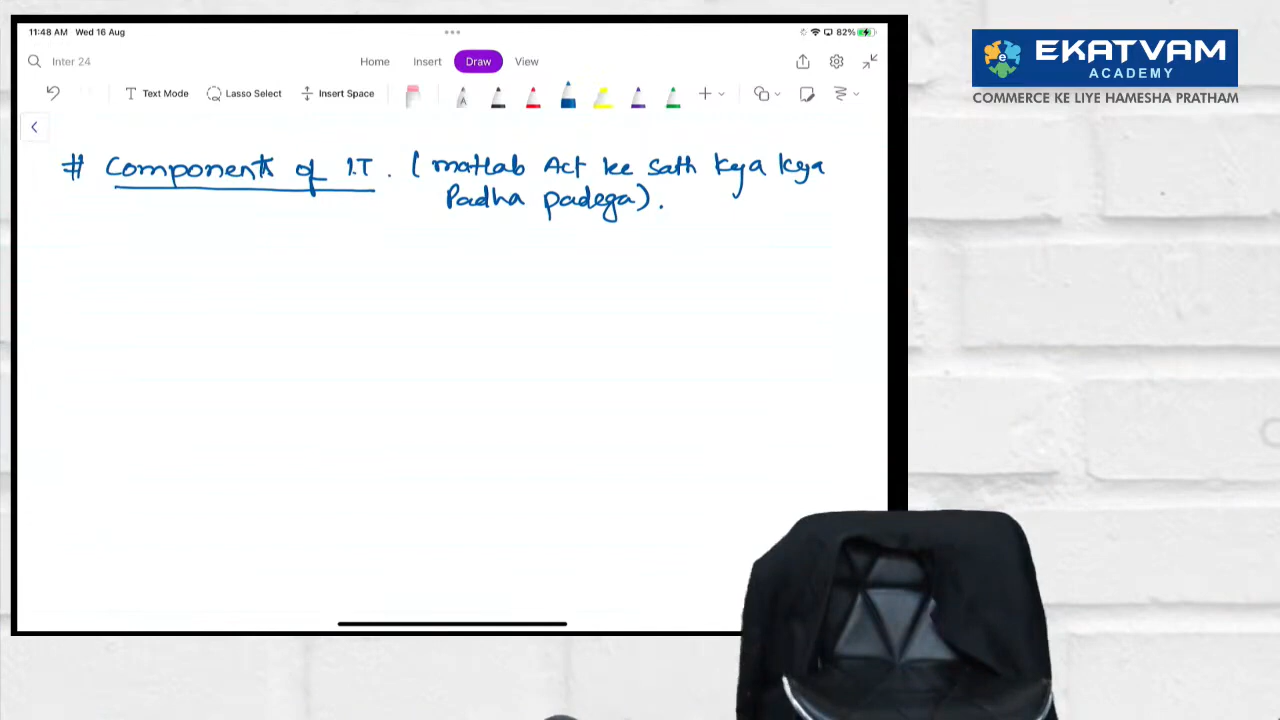 11:48 AM Wed 16 Aug
82%
EKATVAM
ACADEMY
COMMERCE KE LIYE HAMESHA PRATHAM
Inter 24
Home Insert Draw View
Text Mode Lasso Select Insert Space
# Components of I.T. (matlab Act ke sath kya kya
Padha padega).